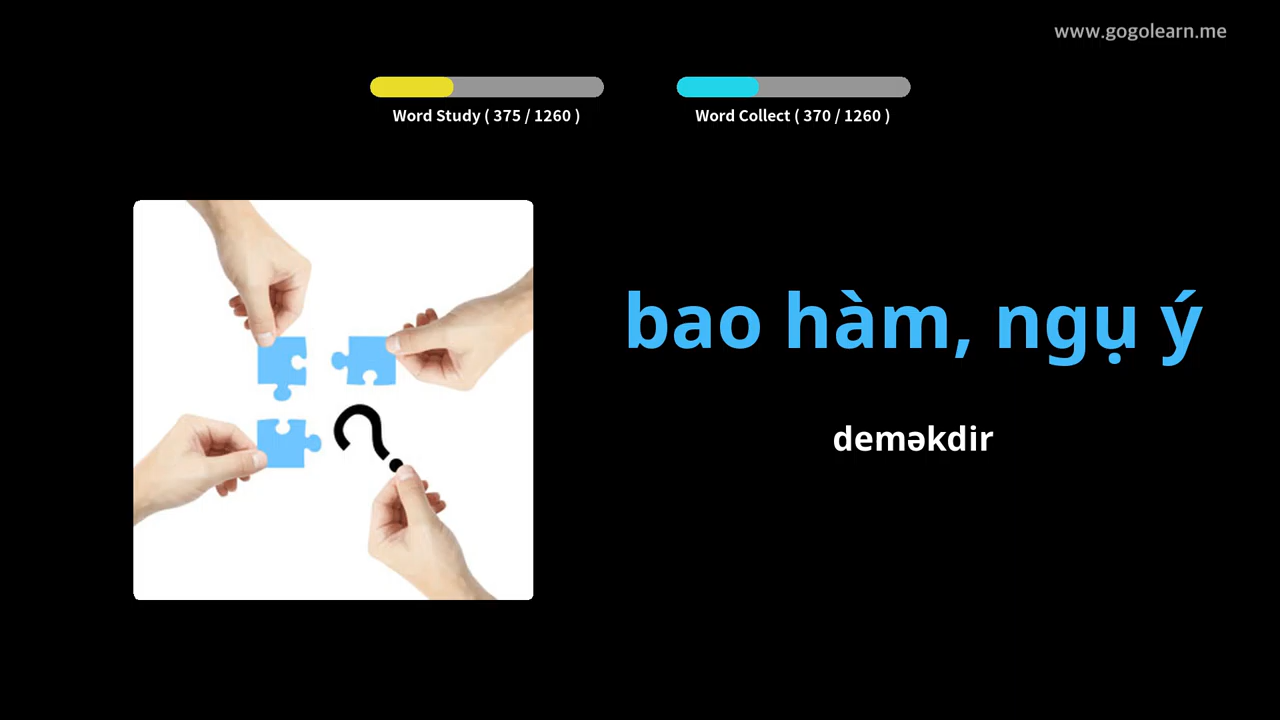 www.gogolearn.me
Word Study ( 375 / 1260 )
Word Collect ( 370 / 1260 )
bao hàm, ngụ ý
deməkdir
?